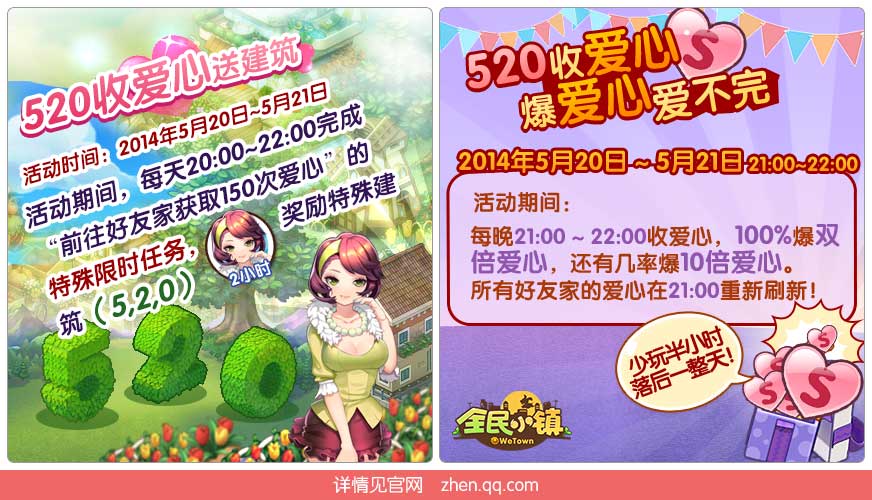 520收爱心送建筑
活动时间：2014年5月20日~5月21日
活动期间，每天20:00~22:00完成
“前往好友家获取150次爱心”的
特殊限时任务， 奖励特殊建
2小时
筑（5,2,0）
520
520收爱心
S
爆爱心爱不完
2014年5月20日 ~ 5月21日 21:00~22:00
活动期间：
每晚21:00 ~ 22:00收爱心，100%爆双
倍爱心，还有几率爆10倍爱心。
所有好友家的爱心在21:00重新刷新！
少玩半小时
落后一整天！
S
S
S
全民小镇
WeTown
详情见官网 zhen.qq.com